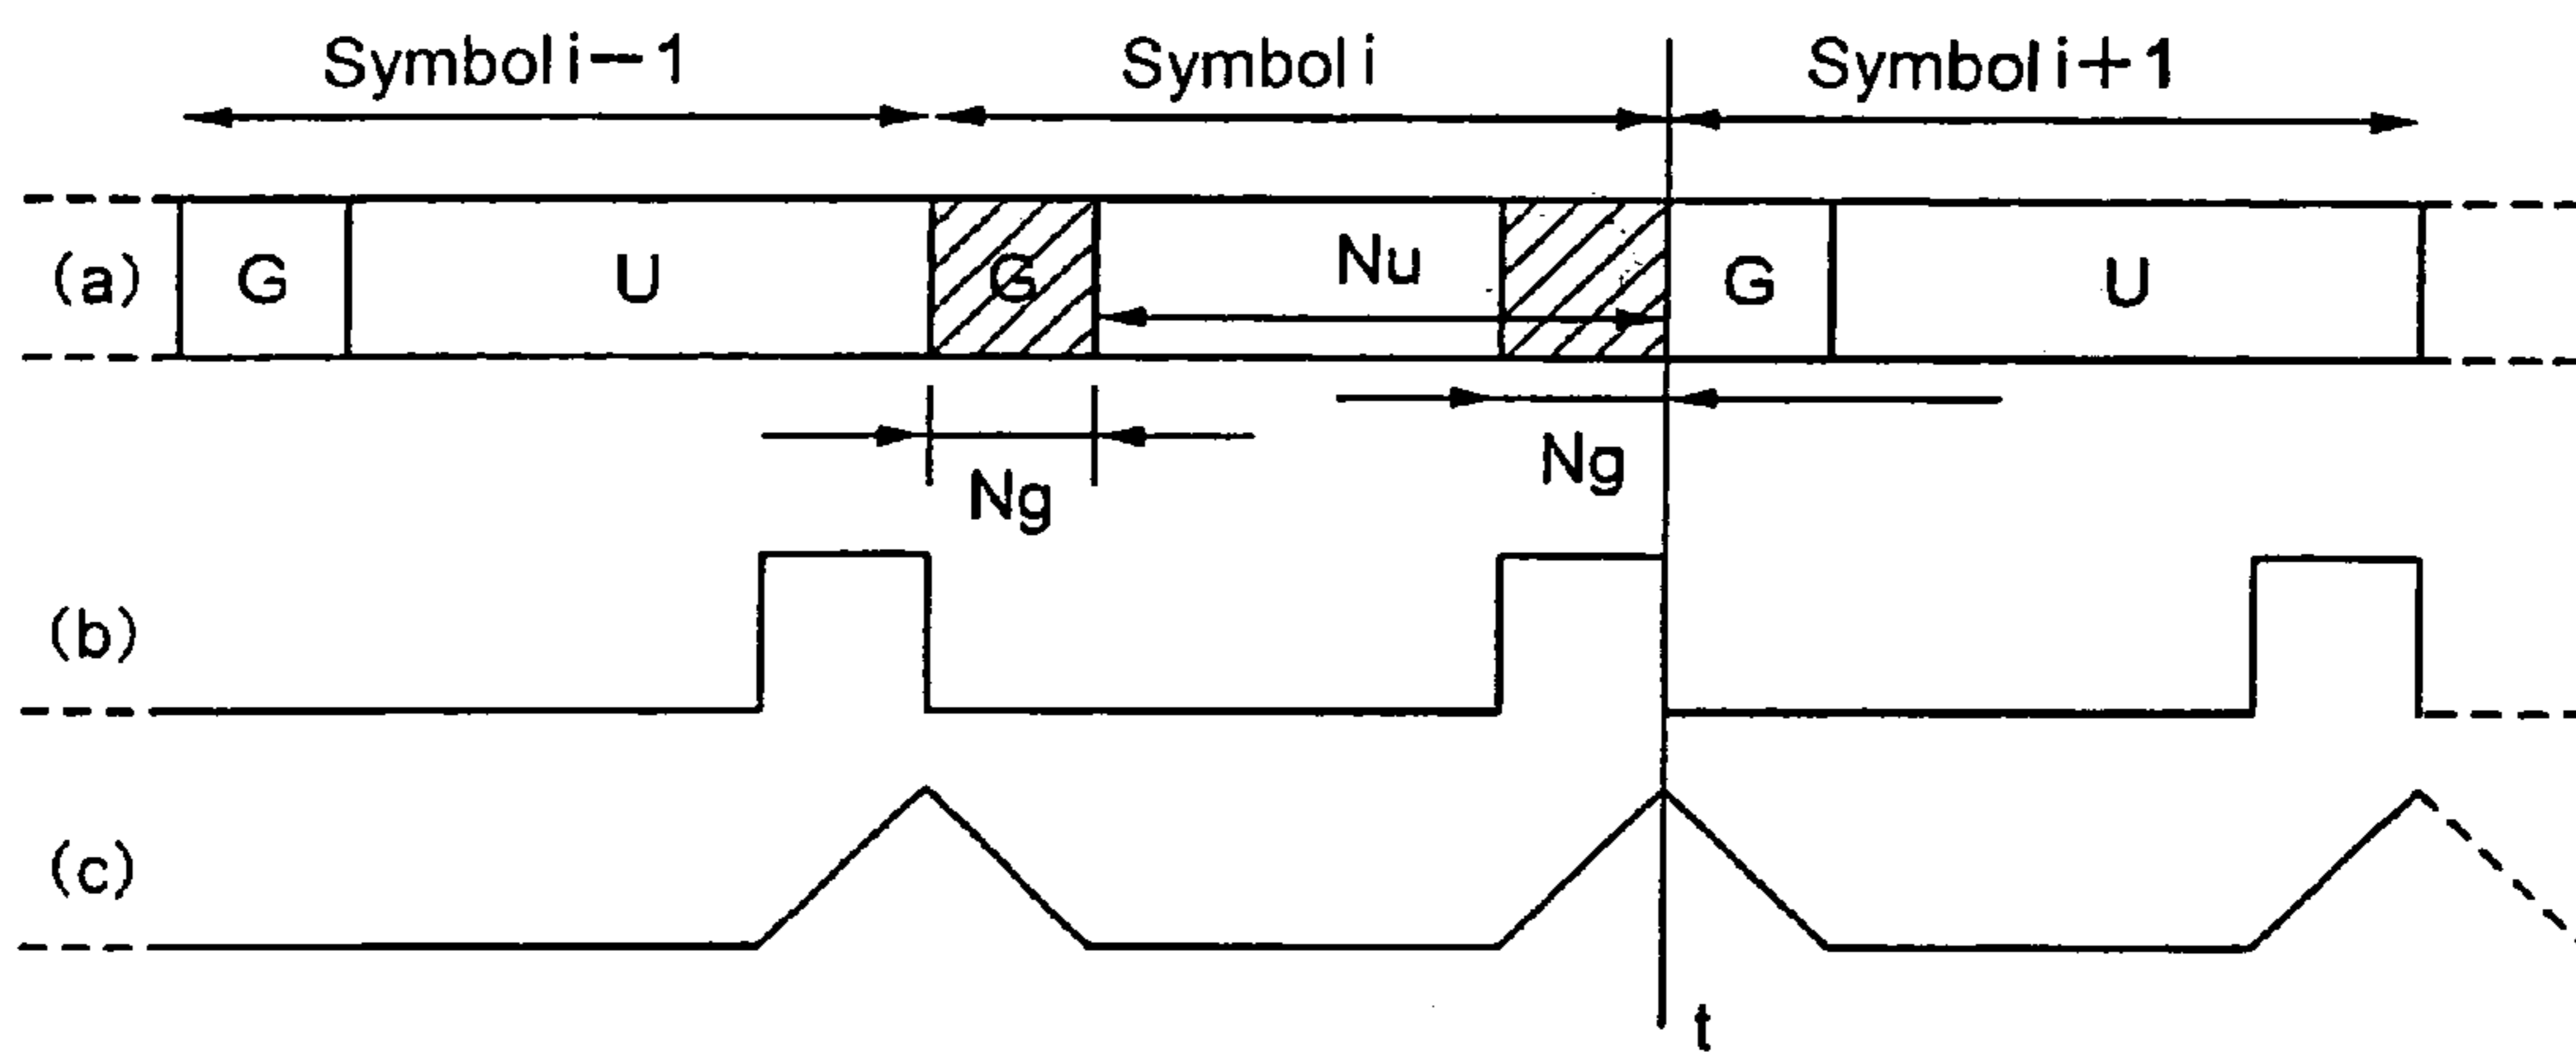 Symbol i−1 Symbol i Symbol i+1
(a) G U G Nu G U
Ng
Ng
(b)
(c)
t